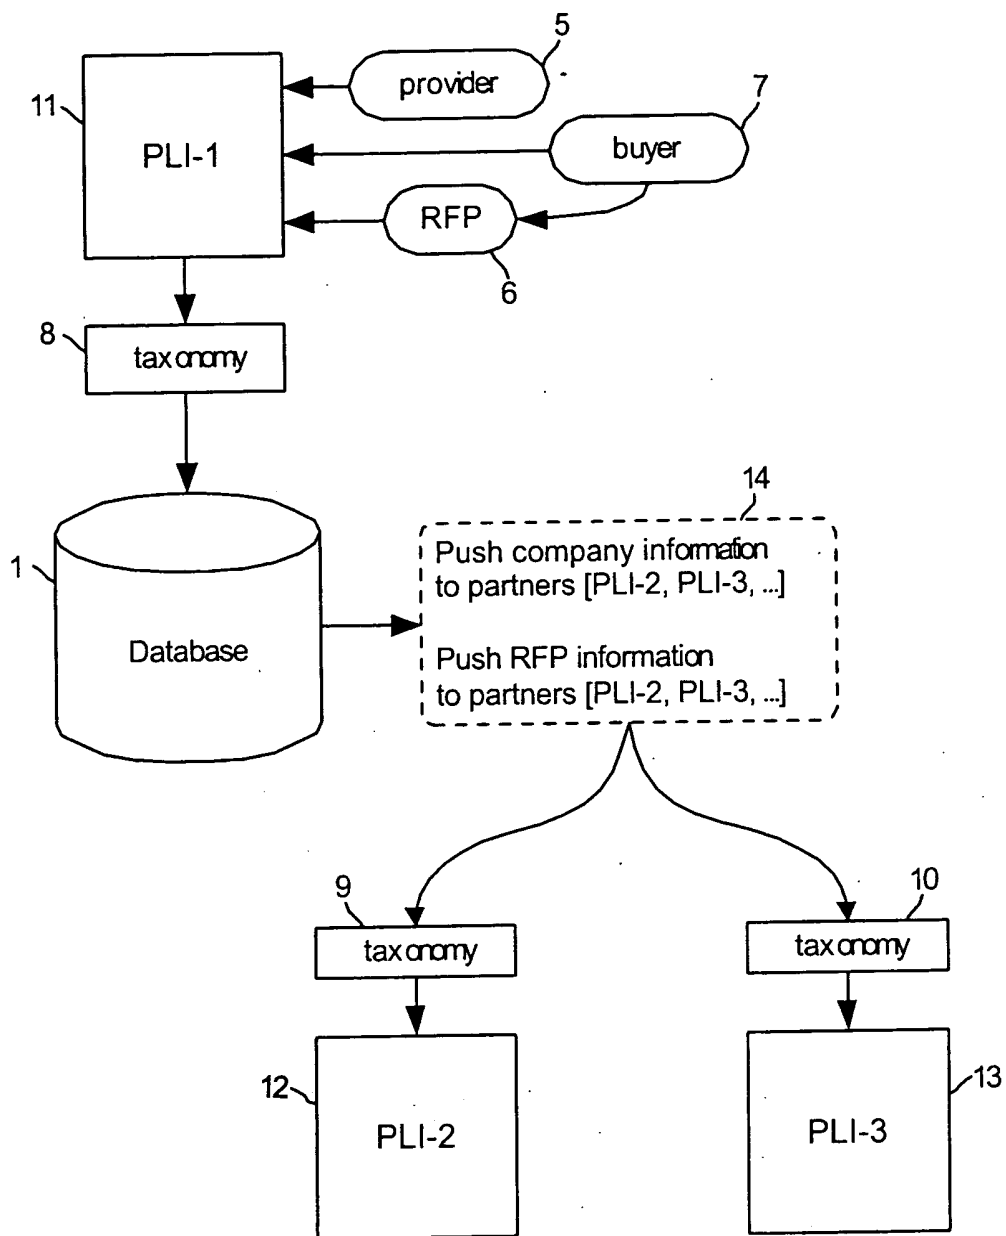 5
provider
11
7
PLI-1
buyer
RFP
6
8
taxonomy
14
Push company information
to partners [PLI-2, PLI-3, ...]
1
Database
Push RFP information
to partners [PLI-2, PLI-3, ...]
9
10
taxonomy
taxonomy
12
13
PLI-2
PLI-3